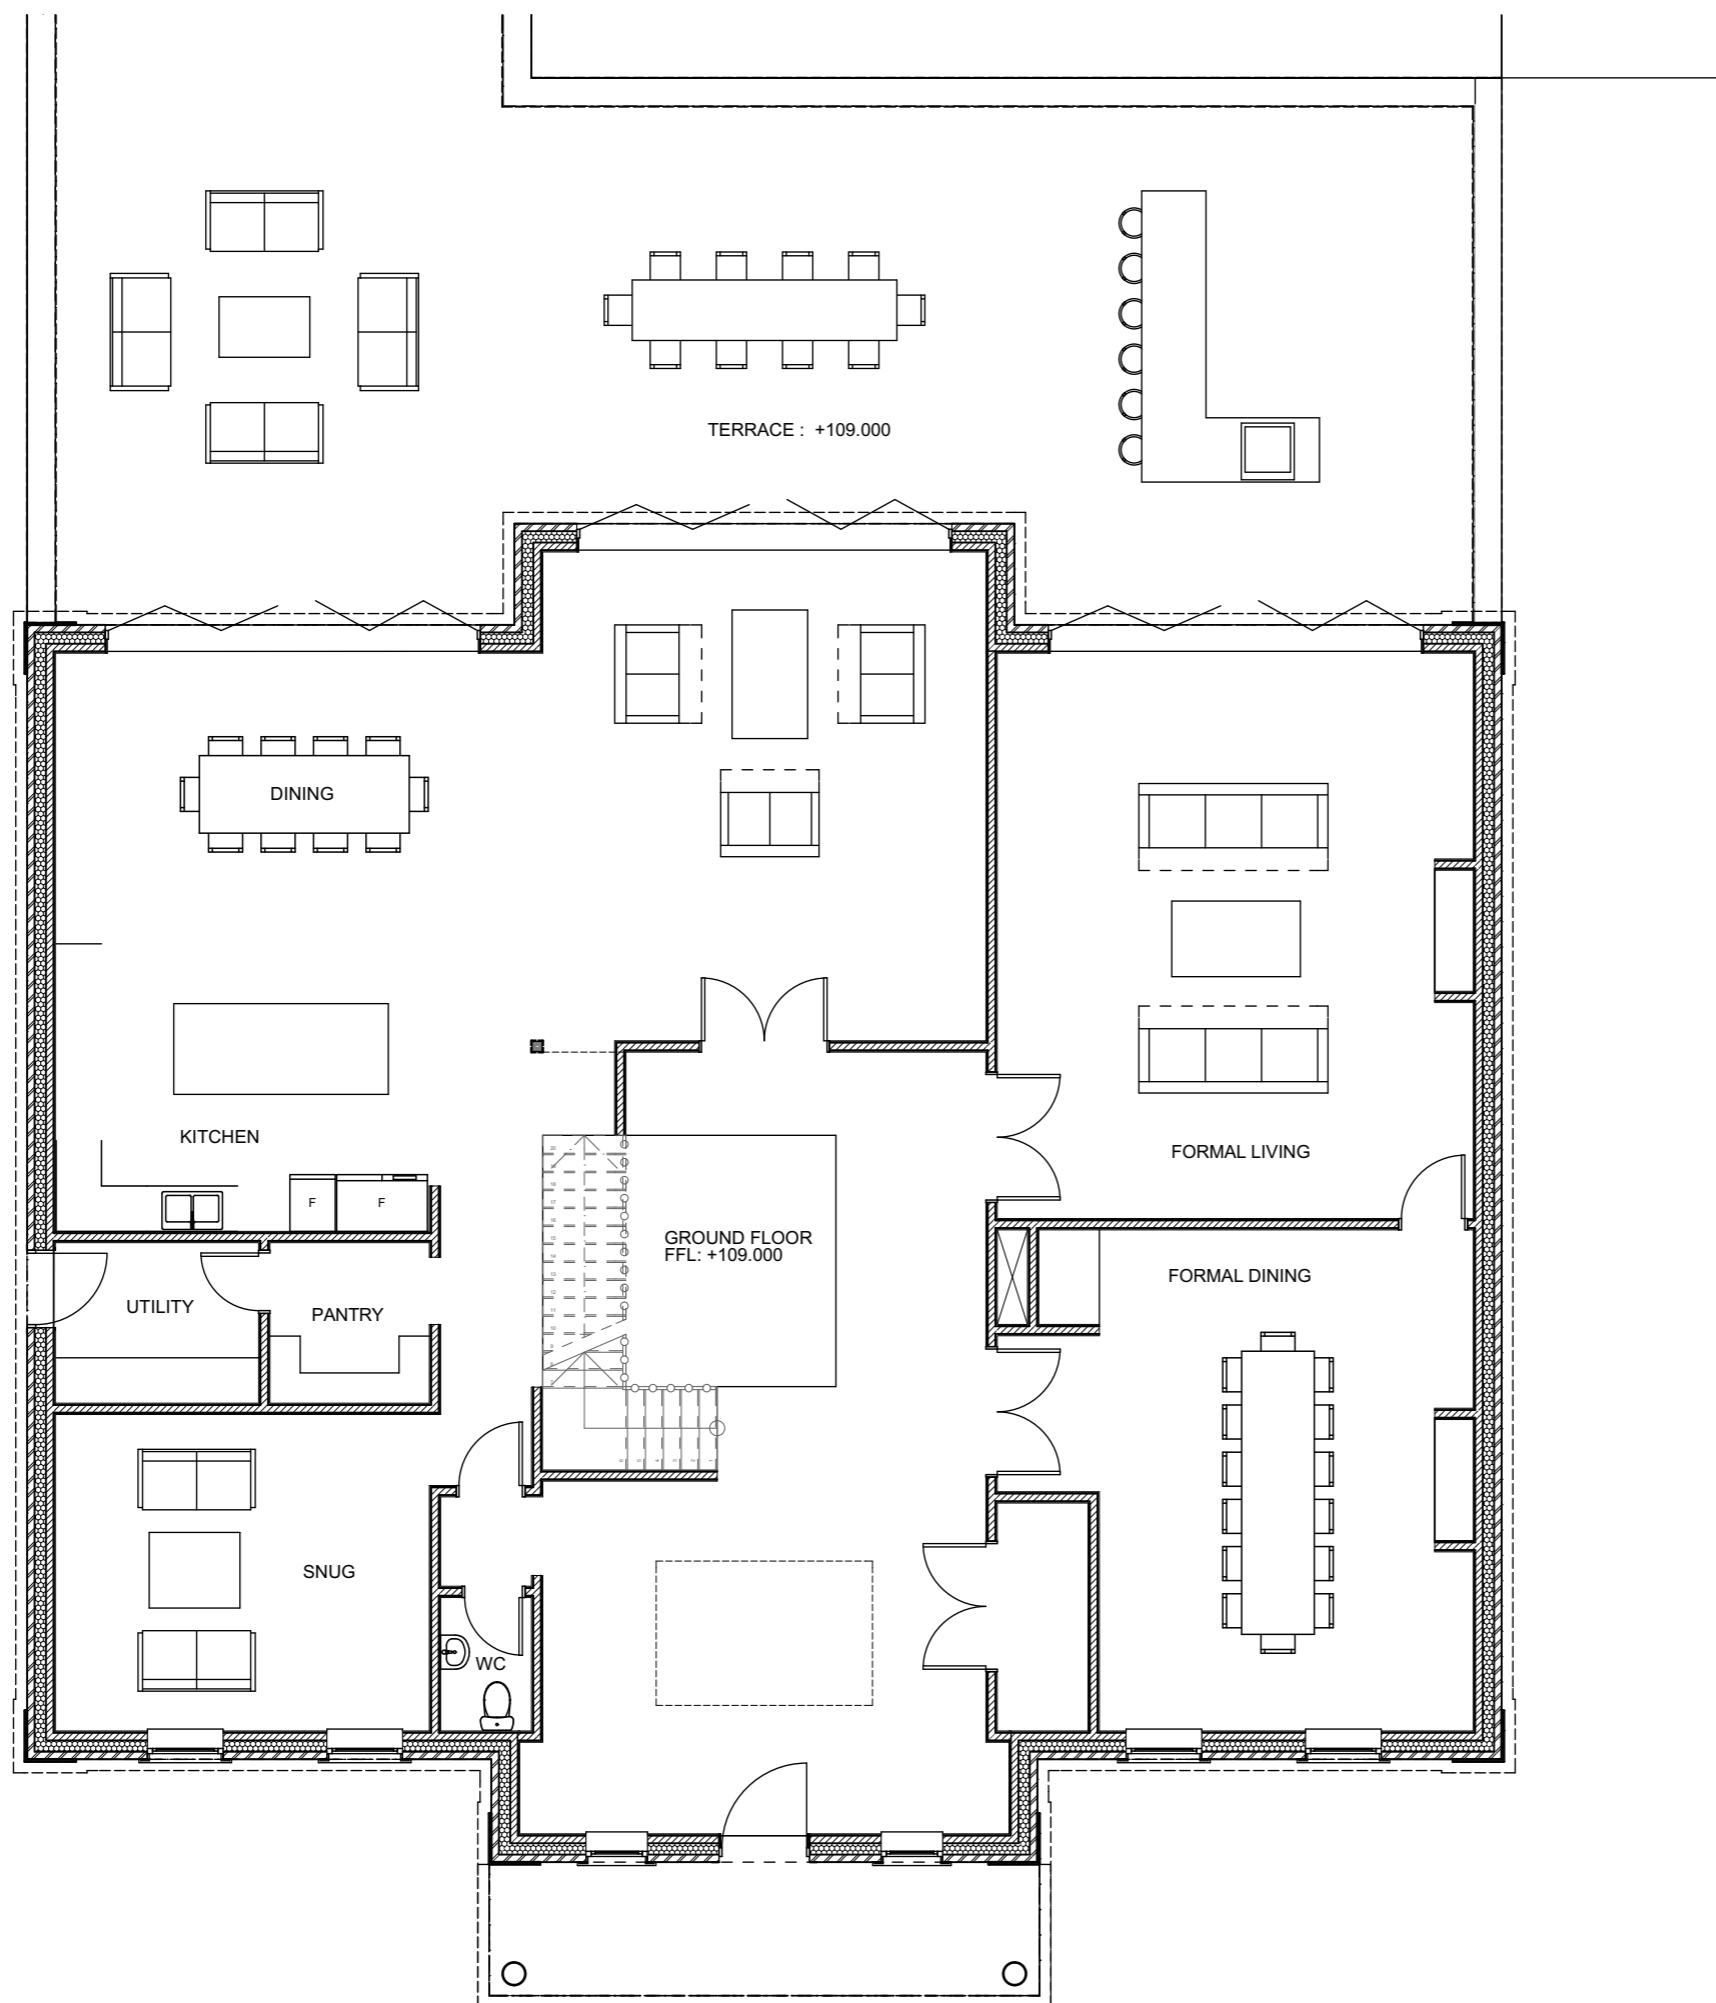 TERRACE : +109.000
DINING
KITCHEN
FORMAL LIVING
F F
GROUND FLOOR
FFL: +109.000
FORMAL DINING
UTILITY
PANTRY
SNUG
WC